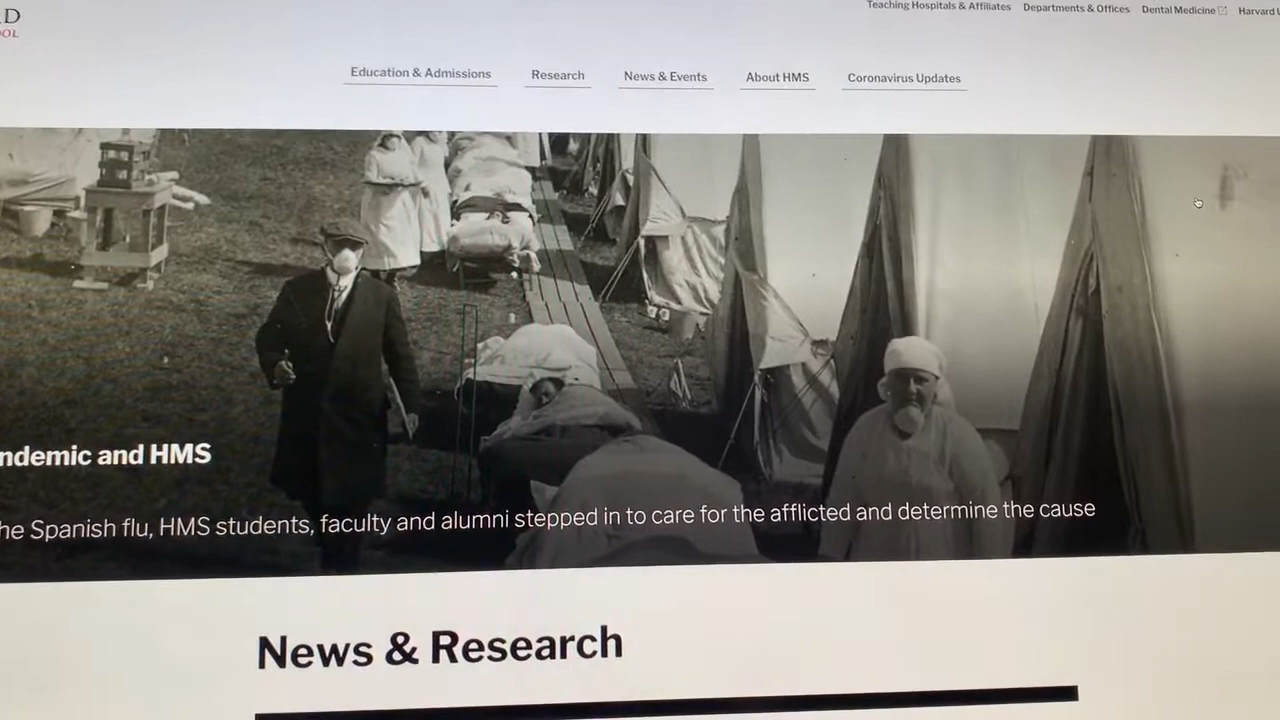 Teaching Hospitals & Affiliates Departments & Offices Dental Medicine Harvard
Education & Admissions Research News & Events About HMS Coronavirus Updates
ndemic and HMS
he Spanish flu, HMS students, faculty and alumni stepped in to care for the afflicted and determine the cause
News & Research